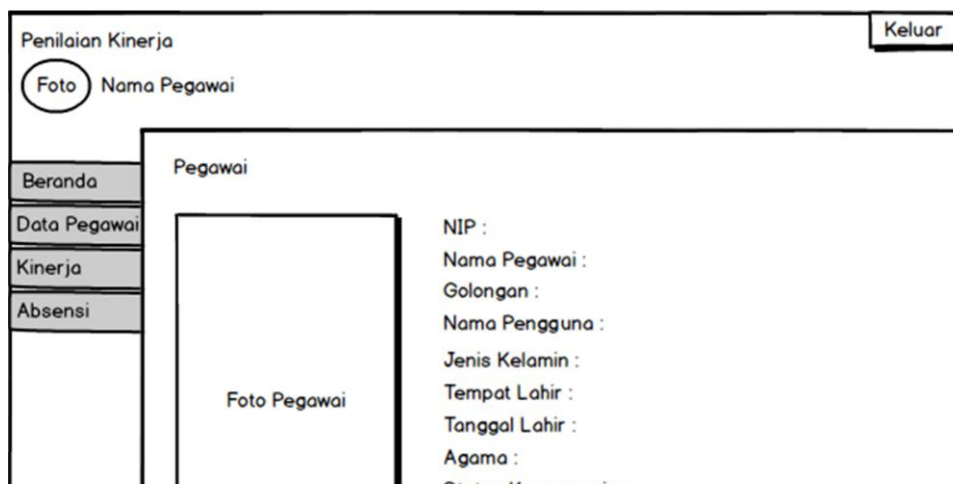 Penilaian Kinerja
Keluar
Foto
Nama Pegawai
Beranda
Data Pegawai
Kinerja
Absensi
Pegawai
Foto Pegawai
NIP :
Nama Pegawai :
Golongan :
Nama Pengguna :
Jenis Kelamin :
Tempat Lahir :
Tanggal Lahir :
Agama :